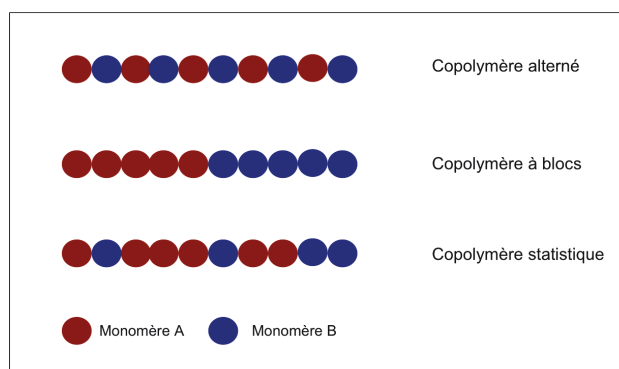 Copolymère alterné
Copolymère à blocs
Copolymère statistique
Monomère A
Monomère B